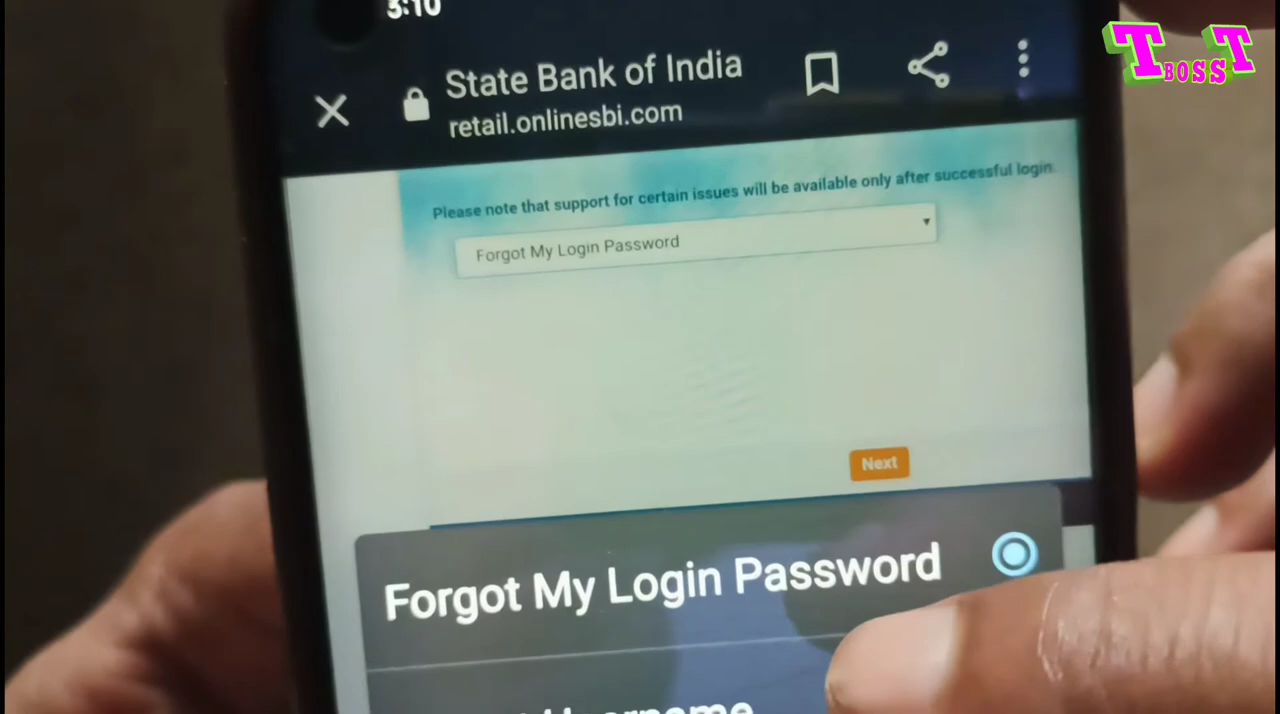 3:10
T BOSS T
State Bank of India
retail.onlinesbi.com
Please note that support for certain issues will be available only after successful login.
Forgot My Login Password
Next
Forgot My Login Password
Username